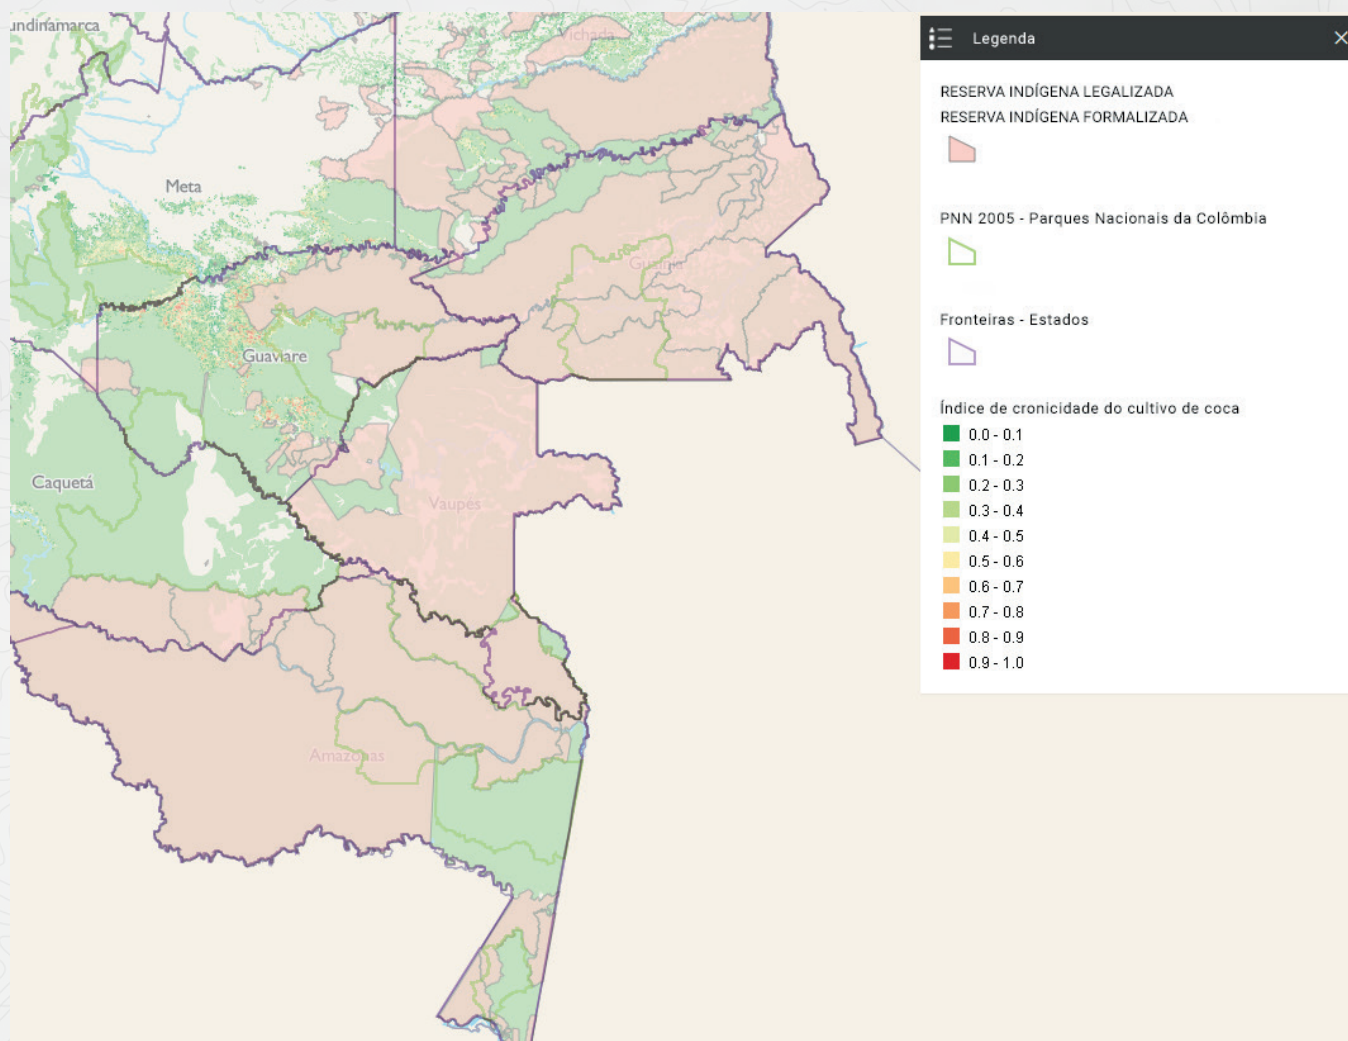 undinamarca
Vichada
Meta
Guainía
Guaviare
Caquetá
Vaupés
Amazonas
Legenda
RESERVA INDÍGENA LEGALIZADA
RESERVA INDÍGENA FORMALIZADA
PNN 2005 - Parques Nacionais da Colômbia
Fronteiras - Estados
Índice de cronicidade do cultivo de coca
0.0 - 0.1
0.1 - 0.2
0.2 - 0.3
0.3 - 0.4
0.4 - 0.5
0.5 - 0.6
0.6 - 0.7
0.7 - 0.8
0.8 - 0.9
0.9 - 1.0